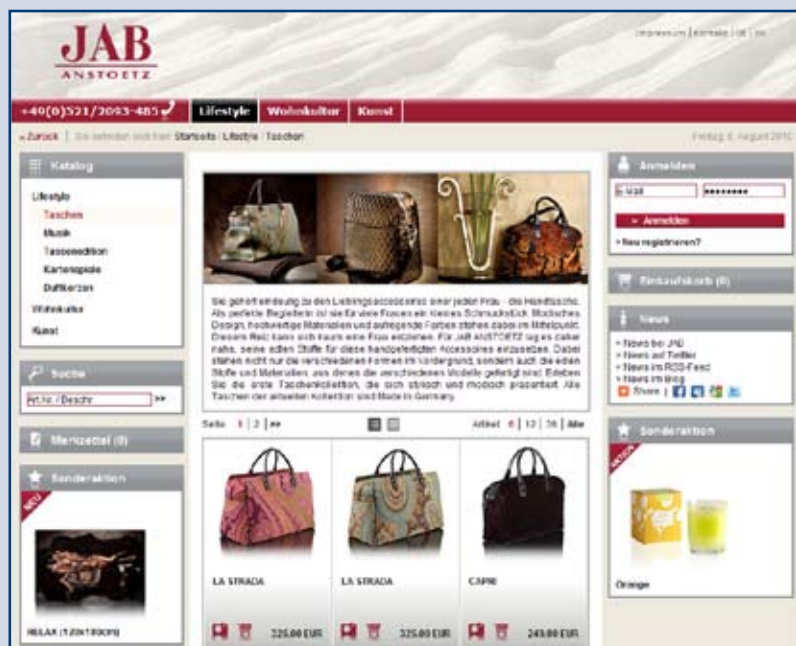 JAB
ANSTOETZ
Impressum | Kontakt |
+49(0)521/2093-485
Lifestyle
Wohnkultur
Kunst
« Zurück | Sie befinden sich hier: Startseite / Lifestyle / Taschen
Freitag, 6. August 2010
Katalog
Lifestyle
Taschen
Musik
Tassenedition
Kartenspiele
Duftkerzen
Wohnkultur
Kunst
Suche
Art.Nr. / Beschr. >>
Merkzettel (0)
Sonderaktion
NEU
RELAX (120x180cm)
Sie gehört eindeutig zu den Lieblingsaccessoires einer jeden Frau - die Handtasche.
Als perfekte Begleiterin ist sie für viele Frauen ein kleines Schmuckstück. Modisches
Design, hochwertige Materialien und aufregende Farben stehen dabei im Mittelpunkt.
Diesem Reiz kann sich kaum eine Frau entziehen. Für JAB ANSTOETZ lag es daher
nahe, seine edlen Stoffe für diese handgefertigten Accessoires einzusetzen. Dabei
stehen nicht nur die verschiedenen Formen im Vordergrund, sondern auch die edlen
Stoffe und Materialien, aus denen die verschiedenen Modelle gefertigt sind. Erleben
Sie die erste Taschenkollektion, die sich stylisch und modisch präsentiert. Alle
Taschen der aktuellen Kollektion sind Made in Germany.
Seite 1 | 2 | »»
Artikel 6 | 12 | 36 | Alle
LA STRADA
325.00 EUR
LA STRADA
325.00 EUR
CAPRI
249.00 EUR
Anmelden
E-Mail ••••••••
» Anmelden
» Neu registrieren?
Einkaufskorb (0)
News
» News bei JAB
» News auf Twitter
» News im RSS-Feed
» News im Blog
Share |
Sonderaktion
AKTION
Orange